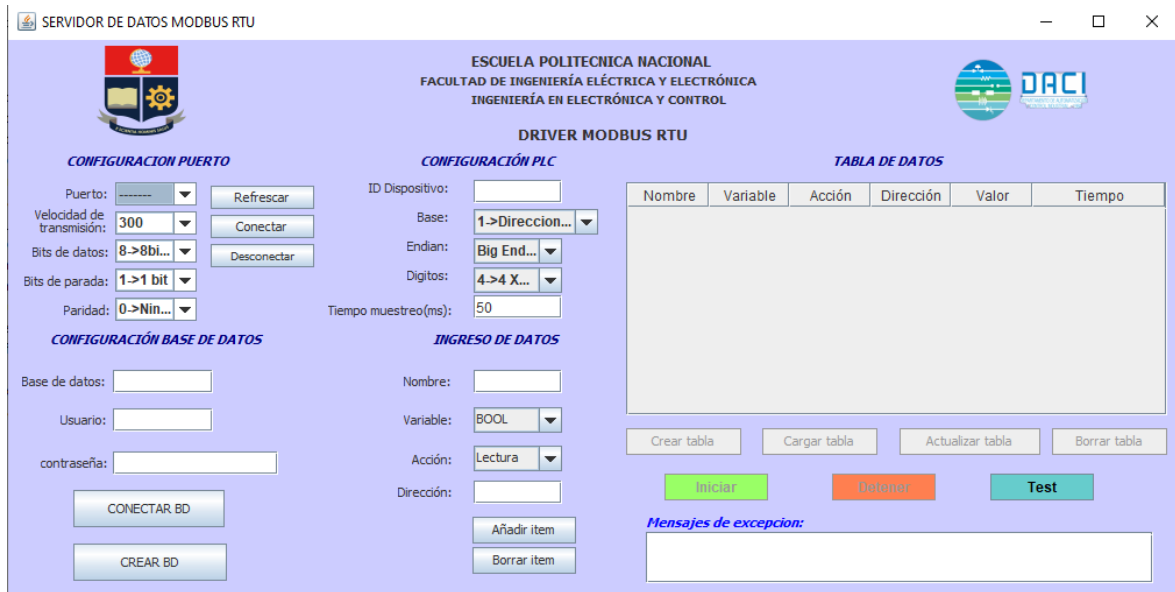 SERVIDOR DE DATOS MODBUS RTU
ESCUELA POLITECNICA NACIONAL
FACULTAD DE INGENIERÍA ELÉCTRICA Y ELECTRÓNICA
INGENIERÍA EN ELECTRÓNICA Y CONTROL
DACI
DRIVER MODBUS RTU
CONFIGURACION PUERTO
Puerto: -------
Refrescar
Velocidad de
transmisión: 300
Conectar
Bits de datos: 8->8bi...
Desconectar
Bits de parada: 1->1 bit
Paridad: 0->Nin...
CONFIGURACIÓN PLC
ID Dispositivo:
Base: 1->Direccion...
Endian: Big End...
Digitos: 4->4 X...
Tiempo muestreo(ms): 50
CONFIGURACIÓN BASE DE DATOS
Base de datos:
Usuario:
contraseña:
CONECTAR BD
CREAR BD
INGRESO DE DATOS
Nombre:
Variable: BOOL
Acción: Lectura
Dirección:
Añadir item
Borrar item
TABLA DE DATOS
Nombre Variable Acción Dirección Valor Tiempo
Crear tabla Cargar tabla Actualizar tabla Borrar tabla
Iniciar Detener Test
Mensajes de excepcion: